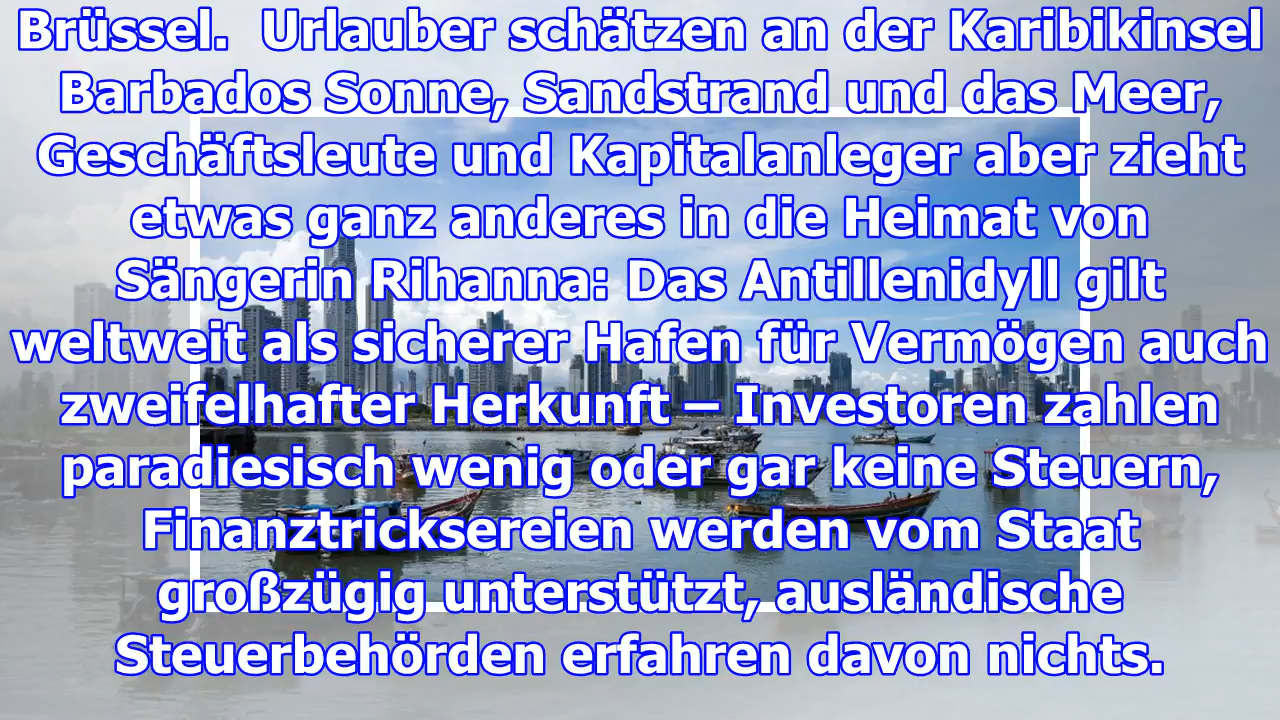 Brüssel.  Urlauber schätzen an der Karibikinsel
Barbados Sonne, Sandstrand und das Meer,
Geschäftsleute und Kapitalanleger aber zieht
etwas ganz anderes in die Heimat von
Sängerin Rihanna: Das Antillenidyll gilt
weltweit als sicherer Hafen für Vermögen auch
zweifelhafter Herkunft – Investoren zahlen
paradiesisch wenig oder gar keine Steuern,
Finanztricksereien werden vom Staat
großzügig unterstützt, ausländische
Steuerbehörden erfahren davon nichts.